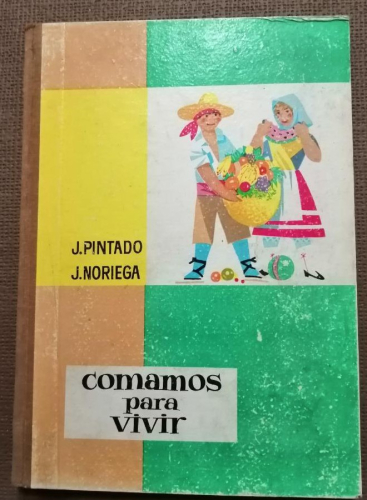 J.PINTADO
J.NORIEGA
comamos
para
vivir